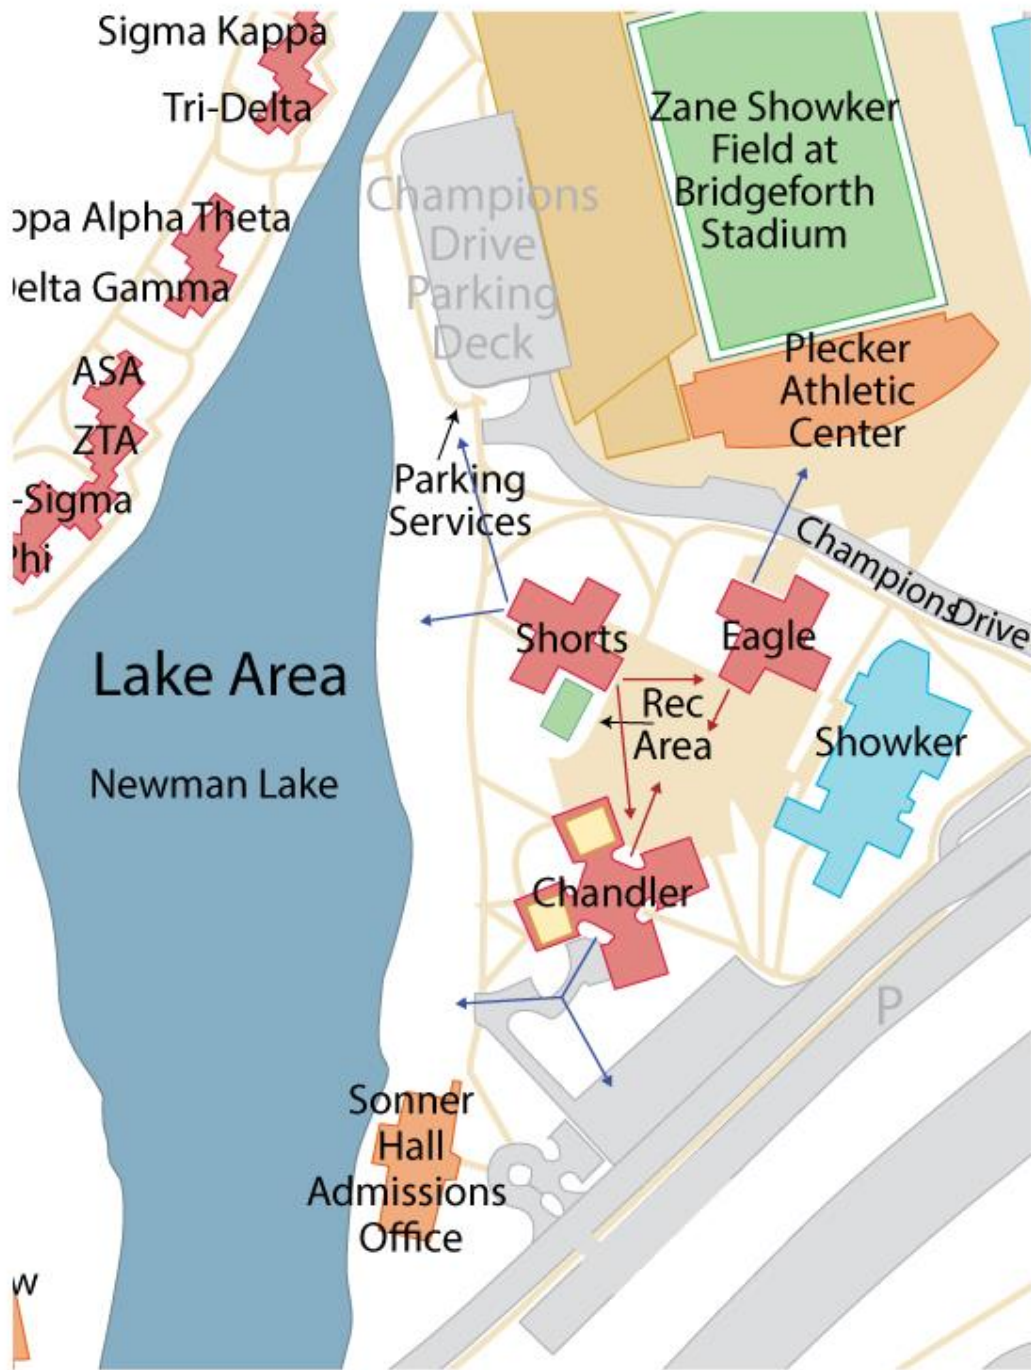 Sigma Kappa
Tri-Delta
ppa Alpha Theta
Delta Gamma
ASA
ZTA
-Sigma
Phi
Champions
Drive
Parking
Deck
Zane Showker
Field at
Bridgeforth
Stadium
Plecker
Athletic
Center
Parking
Services
Champions
Drive
Shorts
Eagle
Lake Area
Rec
Area
Showker
Newman Lake
Chandler
P
Sonner
Hall
Admissions
Office
w